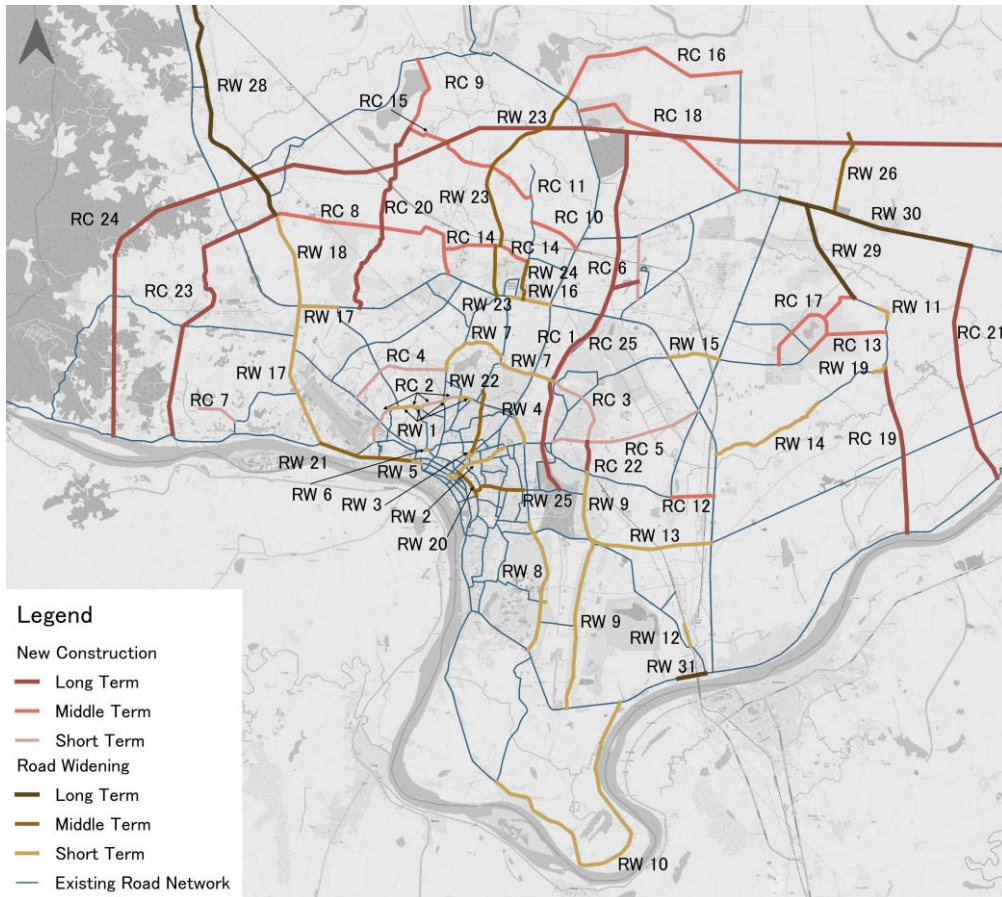 RC 16
RW 28
RC 9
RC 15
RW 23
RC 18
RW 26
RC 11
RW 23
RC 20
RC 24
RC 8
RC 10
RW 30
RC 14
RC 14
RW 18
RW 29
RW 24
RC 6
RC 23
RW 16
RC 17
RW 23
RW 11
RW 17
RC 21
RW 7
RC 1
RC 13
RC 25
RW 15
RC 4
RW 7
RW 19
RW 17
RC 2
RW 22
RC 7
RC 3
RW 4
RW 1
RW 14
RC 5
RC 19
RW 21
RW 5
RC 22
RW 6
RW 25
RW 9
RC 12
RW 3
RW 2
RW 13
RW 20
RW 8
RW 9
RW 12
RW 31
RW 10
Legend
New Construction
Long Term
Middle Term
Short Term
Road Widening
Long Term
Middle Term
Short Term
Existing Road Network